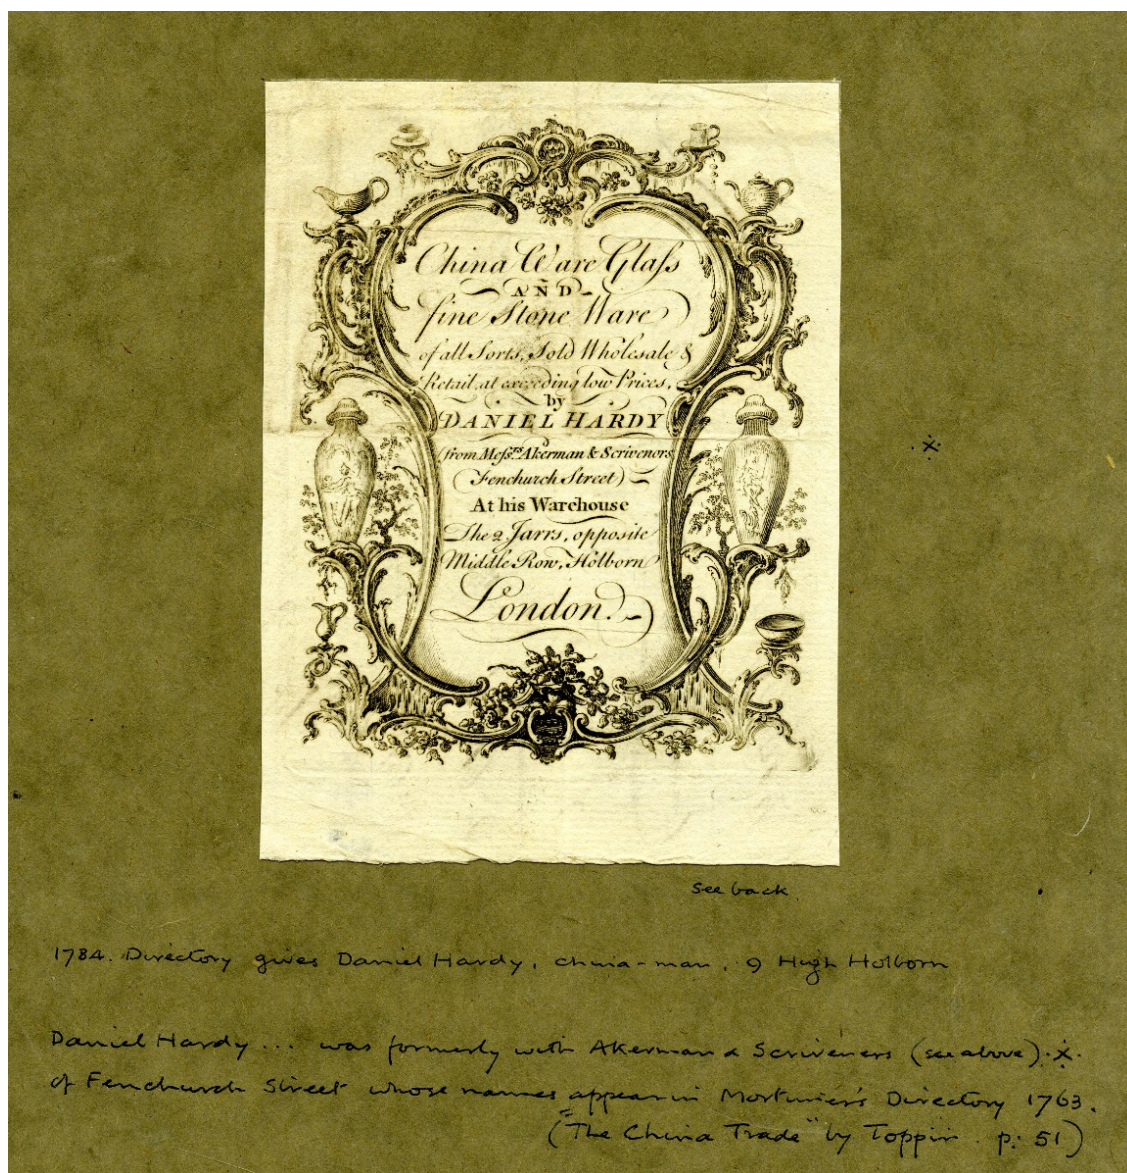 China Ware Glaſs
AND
fine Stone Ware
of all Sorts, Sold Wholesale &
Retail, at exceeding low Prices,
by
DANIEL HARDY
(from Meſs.rs Akerman & Scrivenors
Fenchurch Street)
At his Warehouse
The 2 Jarrs, opposite
Middle Row, Holborn
London.
see back
1784. Directory gives Daniel Hardy, china-man, 9 High Holborn
Daniel Hardy ... was formerly with Akerman & Scriveners (see above) ·x·
of Fenchurch Street whose names appear in Mortimer's Directory 1763.
("The China Trade" by Toppin p: 51)